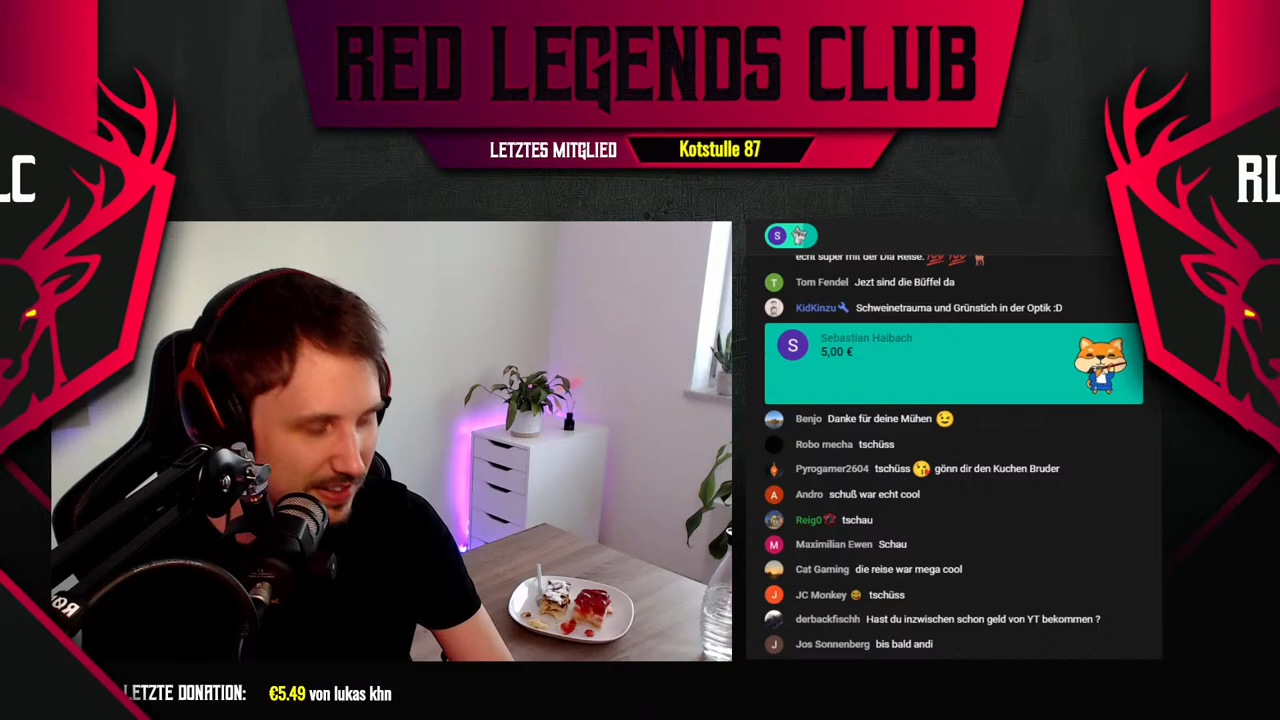 RED LEGENDS CLUB
LETZTES MITGLIED
Kotstulle 87
LC
RL
S
echt super mit der Dia Reise.
T Tom Fendel Jezt sind die Büffel da
KidKinzu Schweinetrauma und Grünstich in der Optik :D
S Sebastian Haibach
5,00 €
Benjo Danke für deine Mühen
Robo mecha tschüss
Pyrogamer2604 tschüss gönn dir den Kuchen Bruder
A Andro schuß war echt cool
Reig0 tschau
M Maximilian Ewen Schau
Cat Gaming die reise war mega cool
J JC Monkey tschüss
derbackfischh Hast du inzwischen schon geld von YT bekommen ?
J Jos Sonnenberg bis bald andi
LETZTE DONATION: €5.49 von lukas khn